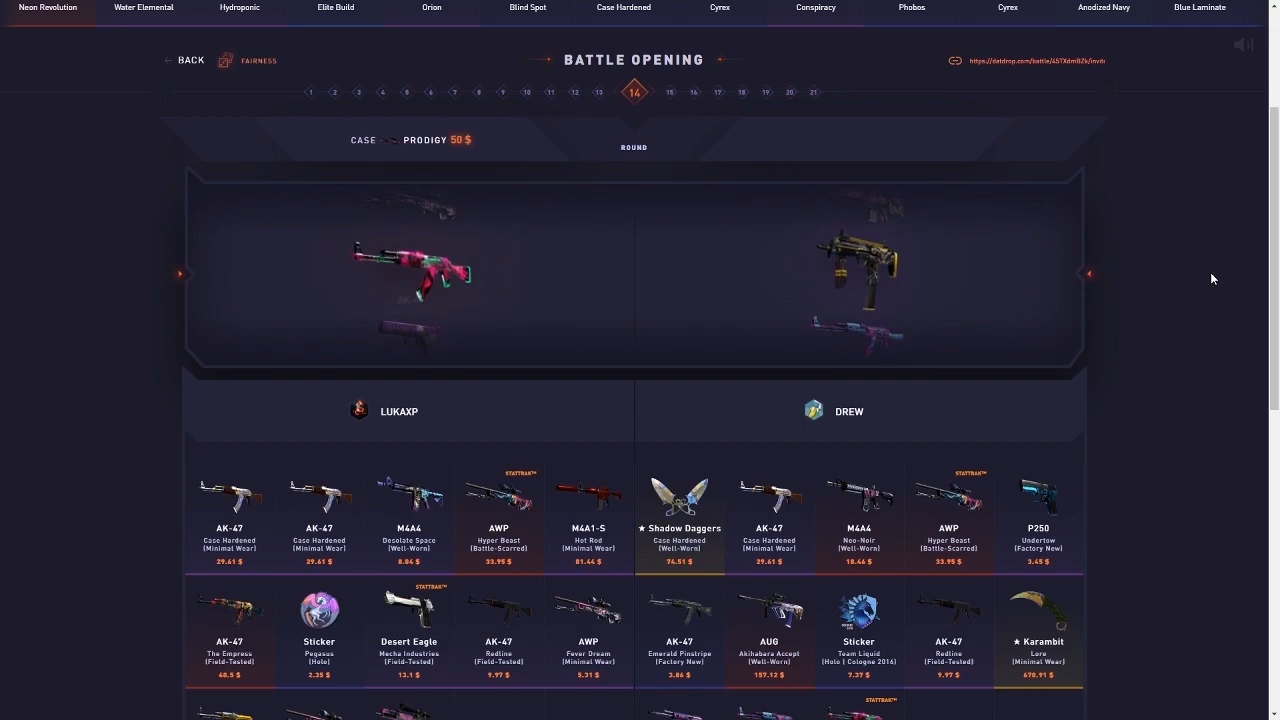 Neon Revolution Water Elemental Hydroponic Elite Build Orion Blind Spot Case Hardened Cyrex Conspiracy Phobos Cyrex Anodized Navy Blue Laminate
← BACK FAIRNESS
BATTLE OPENING
https://datdrop.com/battle/45TXdmBZk/invite
1 2 3 4 5 6 7 8 9 10 11 12 13 14 15 16 17 18 19 20 21
CASE PRODIGY 50 $
ROUND
LUKAXP DREW
STATTRAK™ STATTRAK™
AK-47 AK-47 M4A4 AWP M4A1-S ★ Shadow Daggers AK-47 M4A4 AWP P250
Case Hardened Case Hardened Desolate Space Hyper Beast Hot Rod Case Hardened Case Hardened Neo-Noir Hyper Beast Undertow
(Minimal Wear) (Minimal Wear) (Well-Worn) (Battle-Scarred) (Minimal Wear) (Well-Worn) (Minimal Wear) (Well-Worn) (Battle-Scarred) (Factory New)
29.61 $ 29.61 $ 8.04 $ 33.95 $ 81.44 $ 74.51 $ 29.61 $ 18.46 $ 33.95 $ 3.45 $
STATTRAK™
AK-47 Sticker Desert Eagle AK-47 AWP AK-47 AUG Sticker AK-47 ★ Karambit
The Empress Pegasus Mecha Industries Redline Fever Dream Emerald Pinstripe Akihabara Accept Team Liquid Redline Lore
(Field-Tested) (Holo) (Field-Tested) (Field-Tested) (Minimal Wear) (Factory New) (Well-Worn) (Holo | Cologne 2016) (Field-Tested) (Minimal Wear)
40.5 $ 2.35 $ 13.1 $ 9.97 $ 5.31 $ 3.86 $ 157.12 $ 7.37 $ 9.97 $ 670.91 $
STATTRAK™